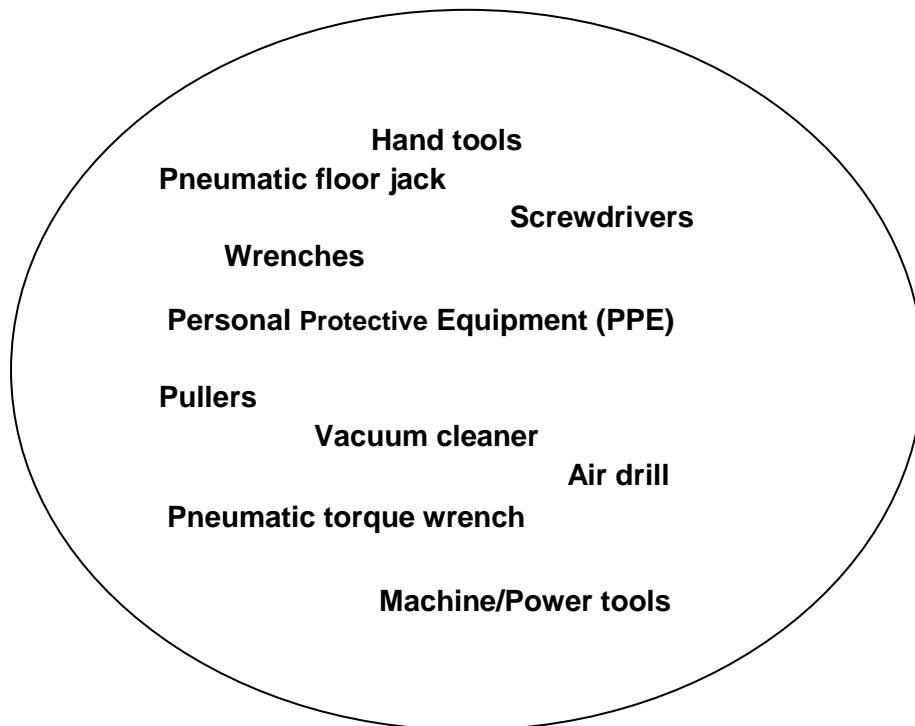 Hand tools
Pneumatic floor jack
Screwdrivers
Wrenches
Personal Protective Equipment (PPE)
Pullers
Vacuum cleaner
Air drill
Pneumatic torque wrench
Machine/Power tools